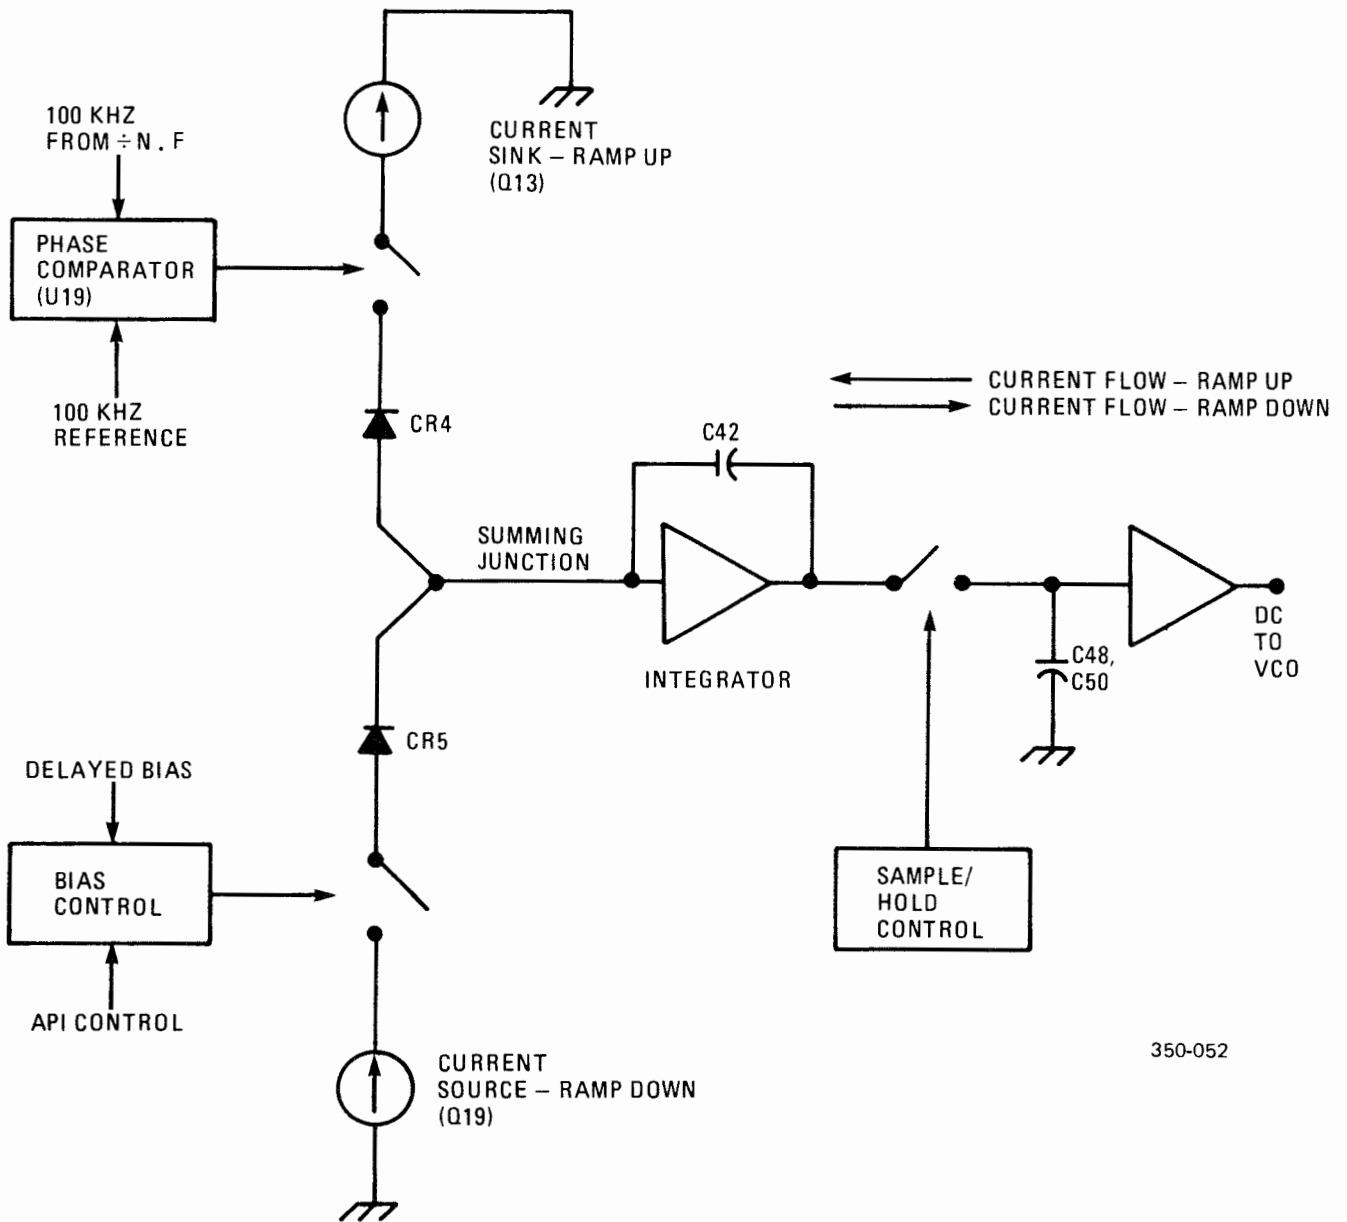 100 KHZ
FROM ÷N . F
CURRENT
SINK – RAMP UP
(Q13)
PHASE
COMPARATOR
(U19)
100 KHZ
REFERENCE
CR4
CURRENT FLOW – RAMP UP
CURRENT FLOW – RAMP DOWN
C42
SUMMING
JUNCTION
INTEGRATOR
DC
TO
VCO
C48,
C50
CR5
DELAYED BIAS
BIAS
CONTROL
API CONTROL
SAMPLE/
HOLD
CONTROL
CURRENT
SOURCE – RAMP DOWN
(Q19)
350-052